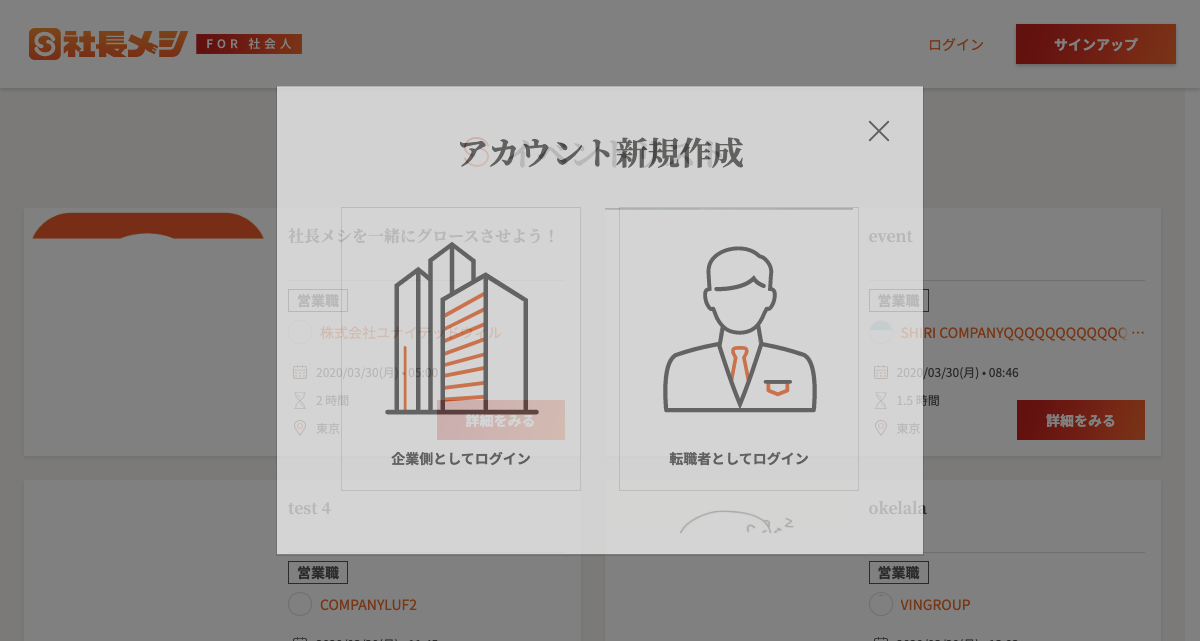 社長メシ FOR 社会人
ログイン
サインアップ
アカウント新規作成
社長メシを一緒にグロースさせよう！
営業職
株式会社ユナイテッドウィル
2020/03/30(月) • 05:00
2 時間
東京
詳細をみる
event
営業職
SHIRI COMPANYQQQQQQQQQQQQ ···
2020/03/30(月) • 08:46
1.5 時間
東京
詳細をみる
企業側としてログイン
転職者としてログイン
test 4
営業職
COMPANYLUF2
okelala
営業職
VINGROUP